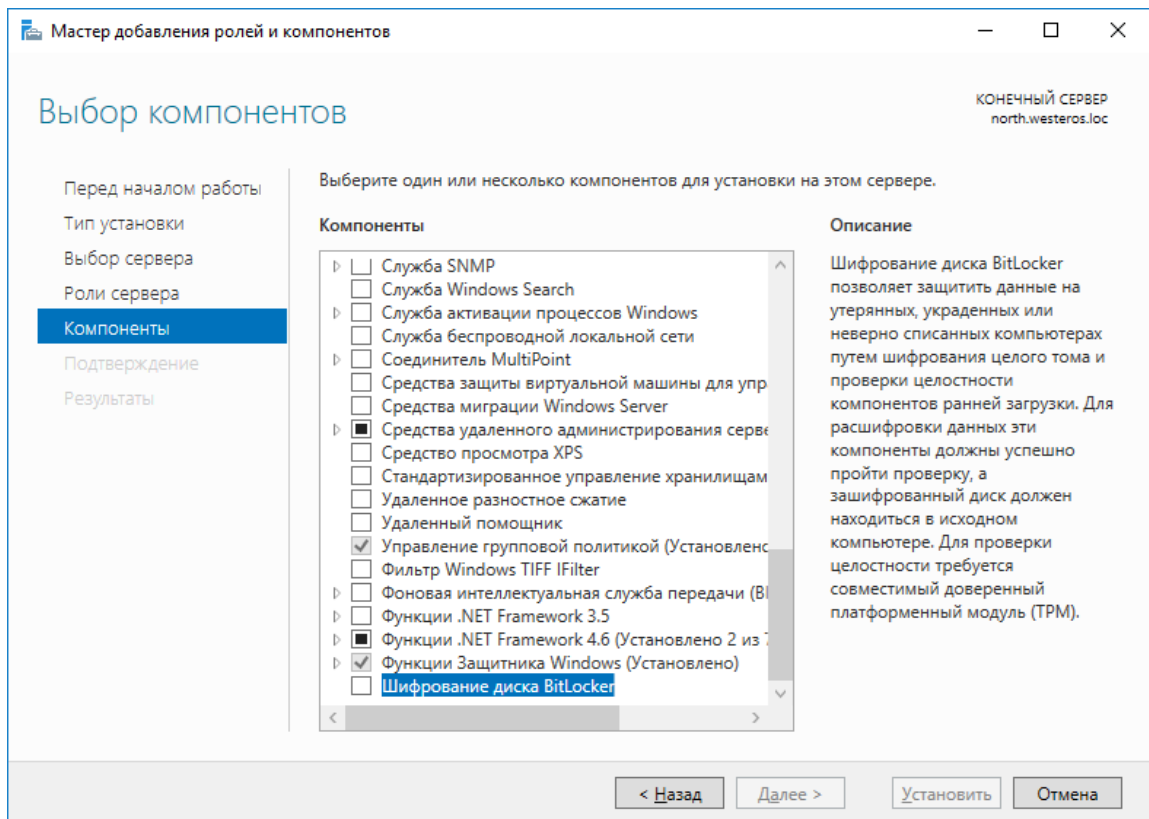 Мастер добавления ролей и компонентов
Выбор компонентов
КОНЕЧНЫЙ СЕРВЕР
north.westeros.loc
Перед началом работы
Тип установки
Выбор сервера
Роли сервера
Компоненты
Подтверждение
Результаты
Выберите один или несколько компонентов для установки на этом сервере.
Компоненты
Служба SNMP
Служба Windows Search
Служба активации процессов Windows
Служба беспроводной локальной сети
Соединитель MultiPoint
Средства защиты виртуальной машины для упр
Средства миграции Windows Server
Средства удаленного администрирования серве
Средство просмотра XPS
Стандартизированное управление хранилищам
Удаленное разностное сжатие
Удаленный помощник
Управление групповой политикой (Установлено
Фильтр Windows TIFF IFilter
Фоновая интеллектуальная служба передачи (BI
Функции .NET Framework 3.5
Функции .NET Framework 4.6 (Установлено 2 из 7
Функции Защитника Windows (Установлено)
Шифрование диска BitLocker
Описание
Шифрование диска BitLocker
позволяет защитить данные на
утерянных, украденных или
неверно списанных компьютерах
путем шифрования целого тома и
проверки целостности
компонентов ранней загрузки. Для
расшифровки данных эти
компоненты должны успешно
пройти проверку, а
зашифрованный диск должен
находиться в исходном
компьютере. Для проверки
целостности требуется
совместимый доверенный
платформенный модуль (TPM).
< Назад
Далее >
Установить
Отмена